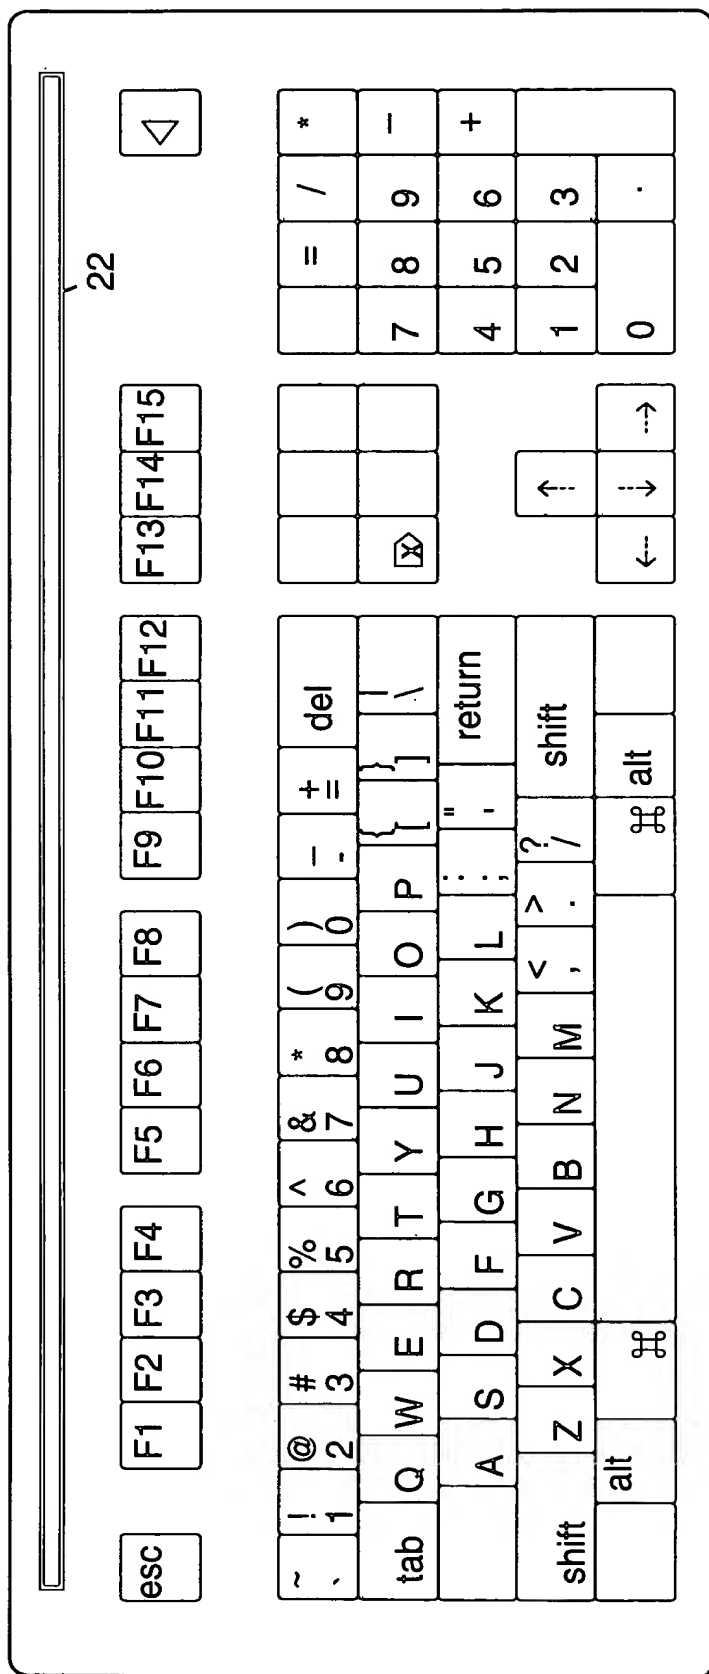 22
esc F1 F2 F3 F4 F5 F6 F7 F8 F9 F10 F11 F12 F13 F14 F15 ◁
~ ! @ # $ % ^ & * ( ) — + del = / *
` 1 2 3 4 5 6 7 8 9 0 - =
tab Q W E R T Y U I O P { } | 7 8 9 —
[ ] \
A S D F G H J K L : " return 4 5 6 +
; '
shift Z X C V B N M < > ? shift ↑ 1 2 3
, . /
alt ⌘ ⌘ alt ← ↓ → 0 .